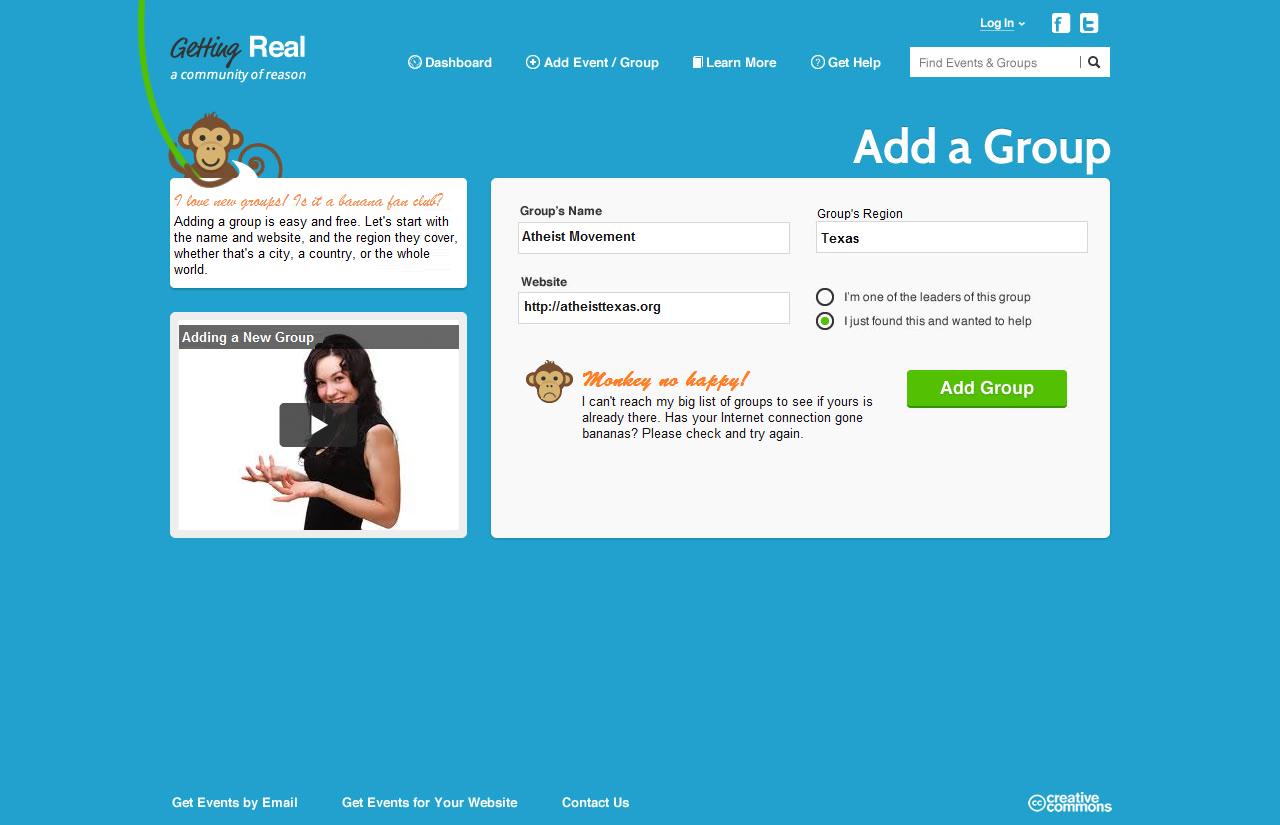 Log In
f t
Getting Real
a community of reason
Dashboard
Add Event / Group
Learn More
? Get Help
Find Events & Groups
Add a Group
I love new groups! Is it a banana fan club?
Adding a group is easy and free. Let's start with
the name and website, and the region they cover,
whether that's a city, a country, or the whole
world.
Adding a New Group
Group's Name
Atheist Movement
Group's Region
Texas
Website
http://atheisttexas.org
I'm one of the leaders of this group
I just found this and wanted to help
Monkey no happy!
I can't reach my big list of groups to see if yours is
already there. Has your Internet connection gone
bananas? Please check and try again.
Add Group
Get Events by Email
Get Events for Your Website
Contact Us
cc creative
commons